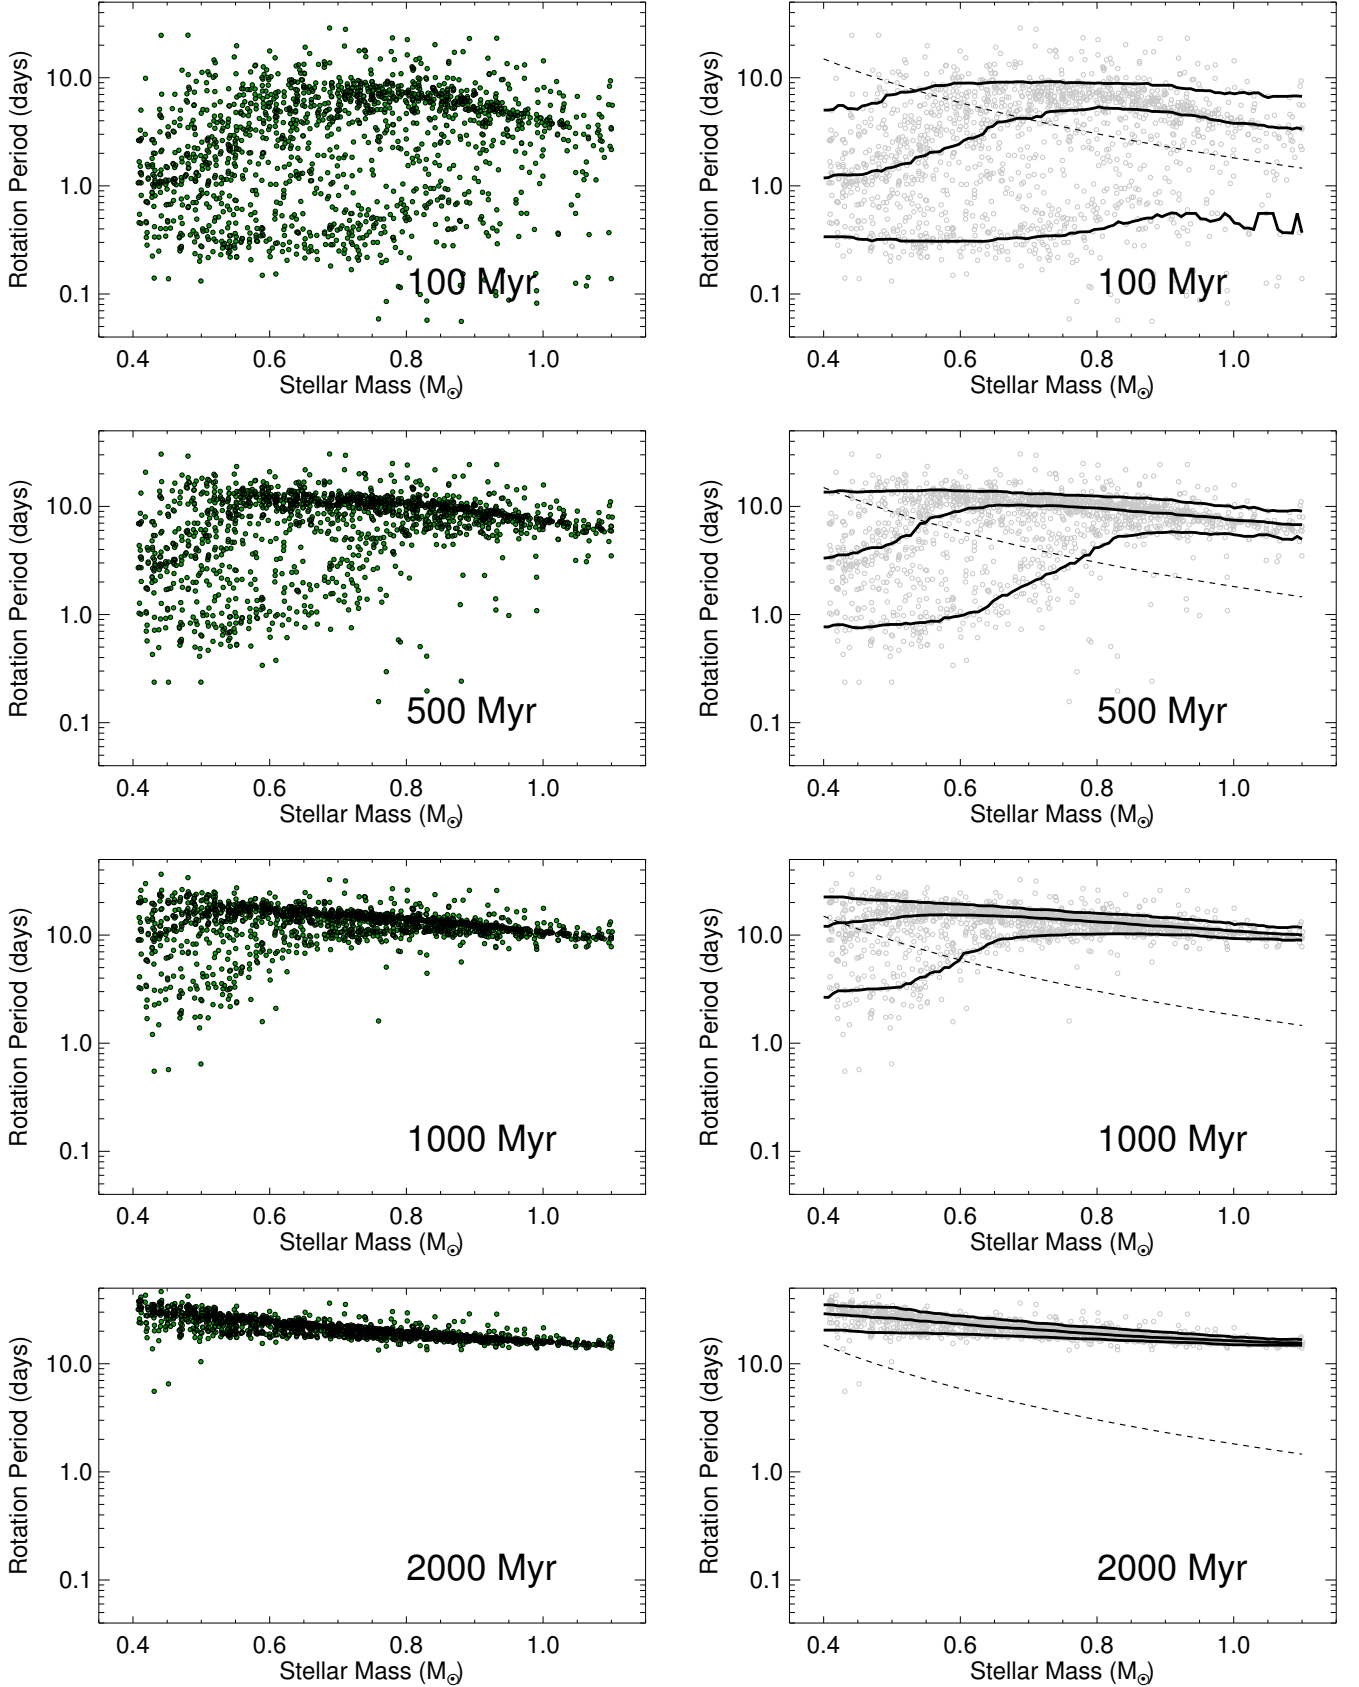 10.0
1.0
0.1
Rotation Period (days)
0.4 0.6 0.8 1.0
Stellar Mass (M☉)
100 Myr
10.0
1.0
0.1
Rotation Period (days)
0.4 0.6 0.8 1.0
Stellar Mass (M☉)
100 Myr
10.0
1.0
0.1
Rotation Period (days)
0.4 0.6 0.8 1.0
Stellar Mass (M☉)
500 Myr
10.0
1.0
0.1
Rotation Period (days)
0.4 0.6 0.8 1.0
Stellar Mass (M☉)
500 Myr
10.0
1.0
0.1
Rotation Period (days)
0.4 0.6 0.8 1.0
Stellar Mass (M☉)
1000 Myr
10.0
1.0
0.1
Rotation Period (days)
0.4 0.6 0.8 1.0
Stellar Mass (M☉)
1000 Myr
10.0
1.0
0.1
Rotation Period (days)
0.4 0.6 0.8 1.0
Stellar Mass (M☉)
2000 Myr
10.0
1.0
0.1
Rotation Period (days)
0.4 0.6 0.8 1.0
Stellar Mass (M☉)
2000 Myr